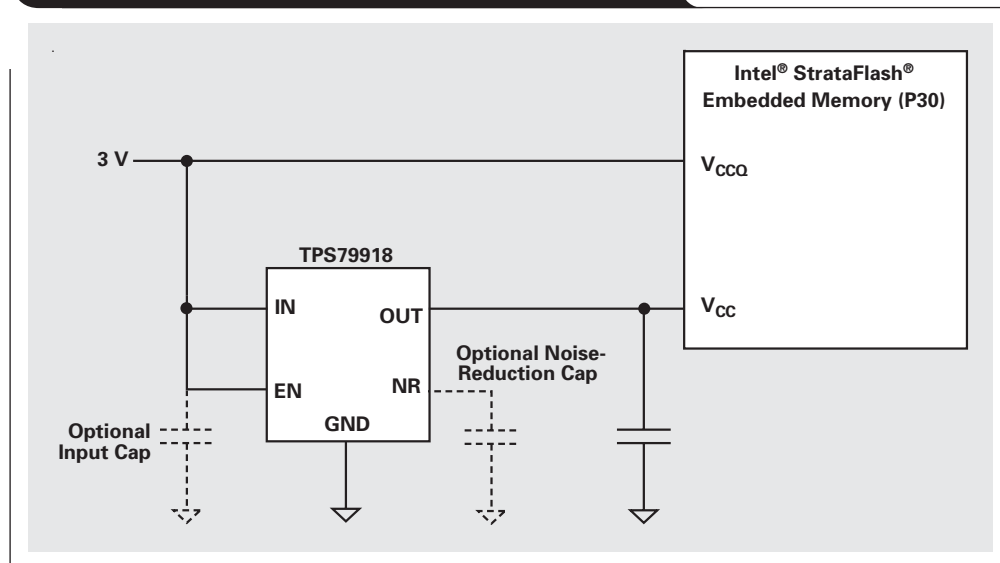 Intel® StrataFlash®
Embedded Memory (P30)
3 V
VCCQ
TPS79918
IN
OUT
VCC
Optional Noise-
Reduction Cap
EN
NR
GND
Optional
Input Cap